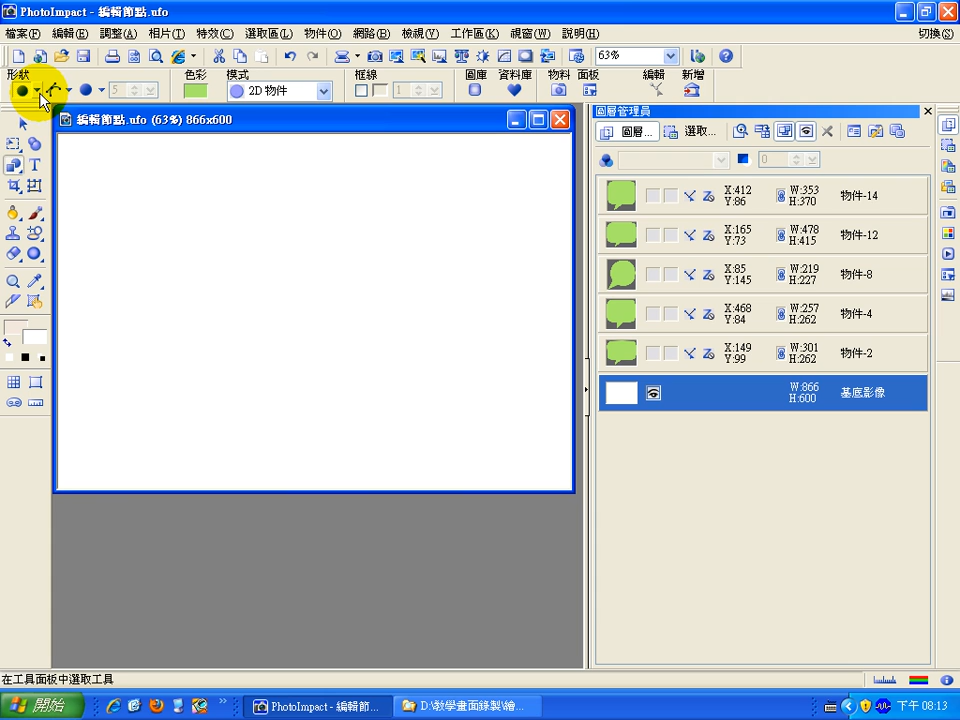 PhotoImpact - 編輯節點.ufo
檔案(F) 編輯(E) 調整(A) 相片(T) 特效(C) 選取區(L) 物件(O) 網路(B) 檢視(V) 工作區(K) 視窗(W) 說明(H) 切換(S)
63%
形狀 色彩 模式 框線 圖庫 資料庫 物料 面板 編輯 新增
5 2D 物件 1
編輯節點.ufo (63%) 866x600
圖層管理員
圖層... 選取...
0
X:412 W:353 物件-14
Y:86 H:370
X:165 W:478 物件-12
Y:73 H:415
X:85 W:219 物件-8
Y:145 H:227
X:468 W:257 物件-4
Y:84 H:262
X:149 W:301 物件-2
Y:99 H:262
W:866 基底影像
H:600
在工具面板中選取工具
開始 PhotoImpact - 編輯節... D:\教學畫面錄製\繪... 下午 08:13